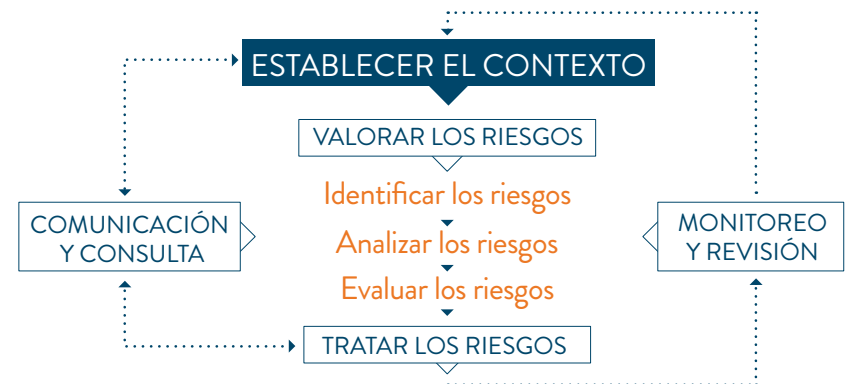 ESTABLECER EL CONTEXTO
VALORAR LOS RIESGOS
Identificar los riesgos
Analizar los riesgos
Evaluar los riesgos
TRATAR LOS RIESGOS
COMUNICACIÓN
Y CONSULTA
MONITOREO
Y REVISIÓN